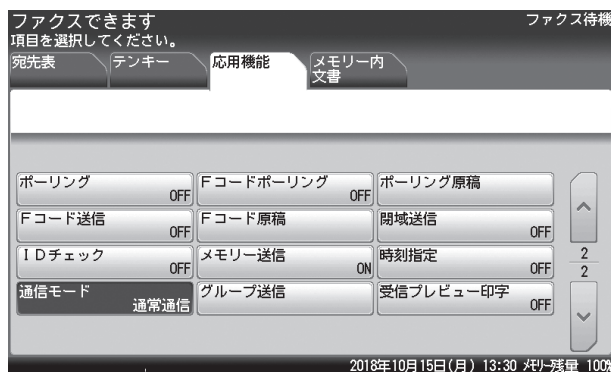 ファクスできます
ファクス待機
項目を選択してください。
宛先表 テンキー 応用機能 メモリー内
文書
ポーリング OFF Fコードポーリング OFF ポーリング原稿
Fコード送信 OFF Fコード原稿 閉域送信 OFF
IDチェック OFF メモリー送信 ON 時刻指定 OFF
2
2
通信モード 通常通信 グループ送信 受信プレビュー印字 OFF
2018年10月15日(月) 13:30 メモリー残量 100%